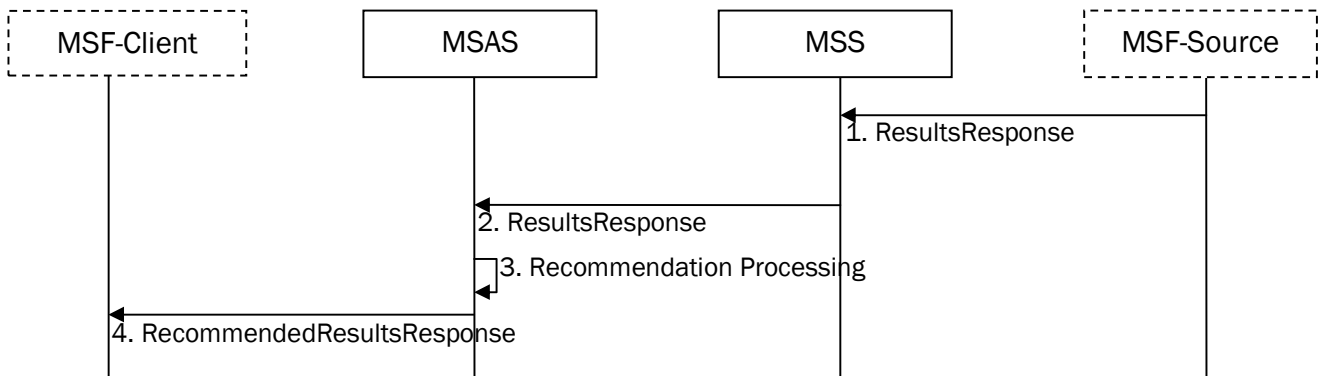 MSF-Client
MSAS
MSS
MSF-Source
1. ResultsResponse
2. ResultsResponse
3. Recommendation Processing
4. RecommendedResultsResponse